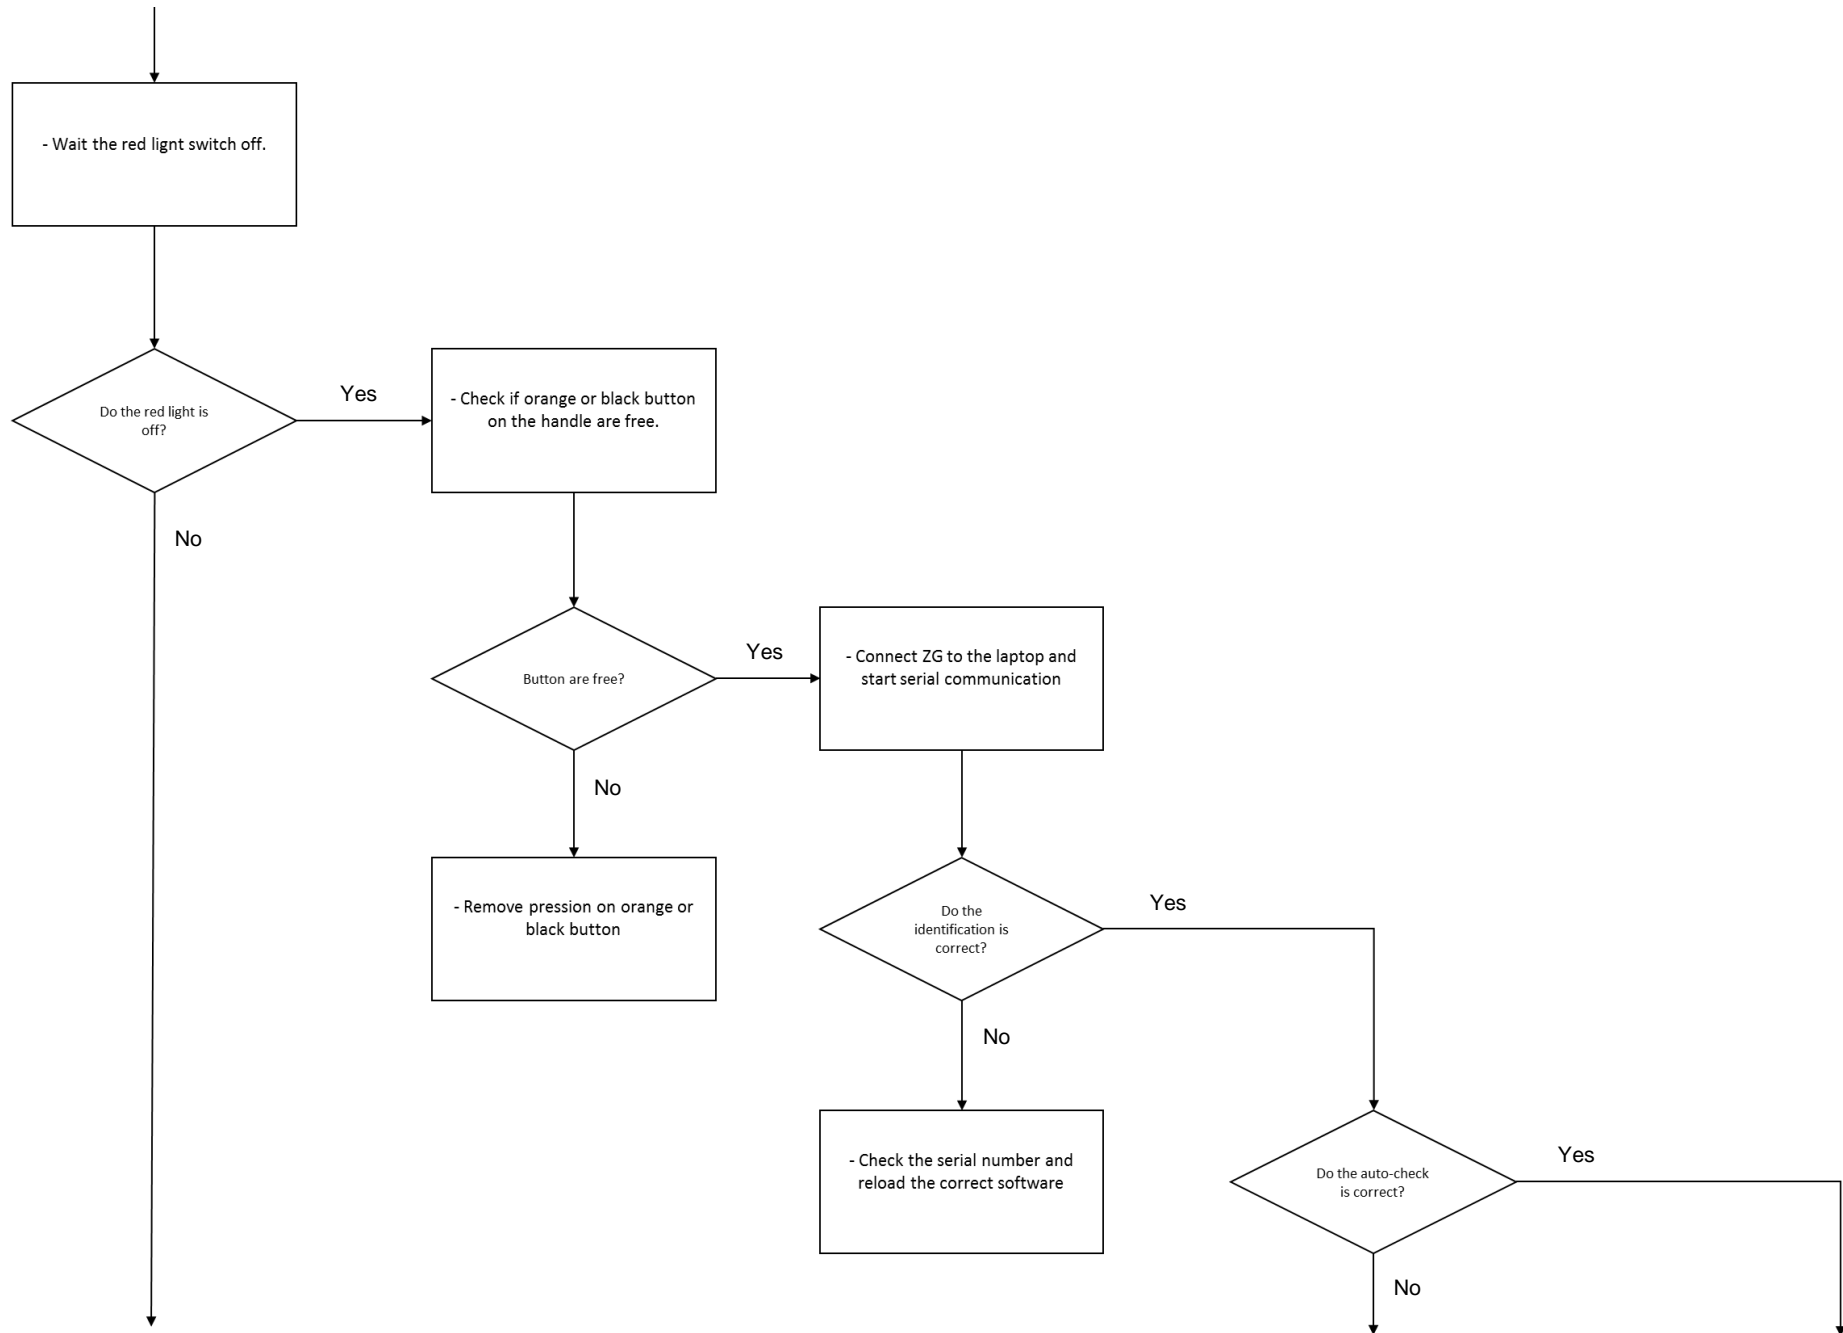 - Wait the red lignt switch off.
Do the red light is
off?
Yes
- Check if orange or black button
on the handle are free.
No
Button are free?
Yes
- Connect ZG to the laptop and
start serial communication
No
- Remove pression on orange or
black button
Do the
identification is
correct?
Yes
No
- Check the serial number and
reload the correct software
Do the auto-check
is correct?
Yes
No